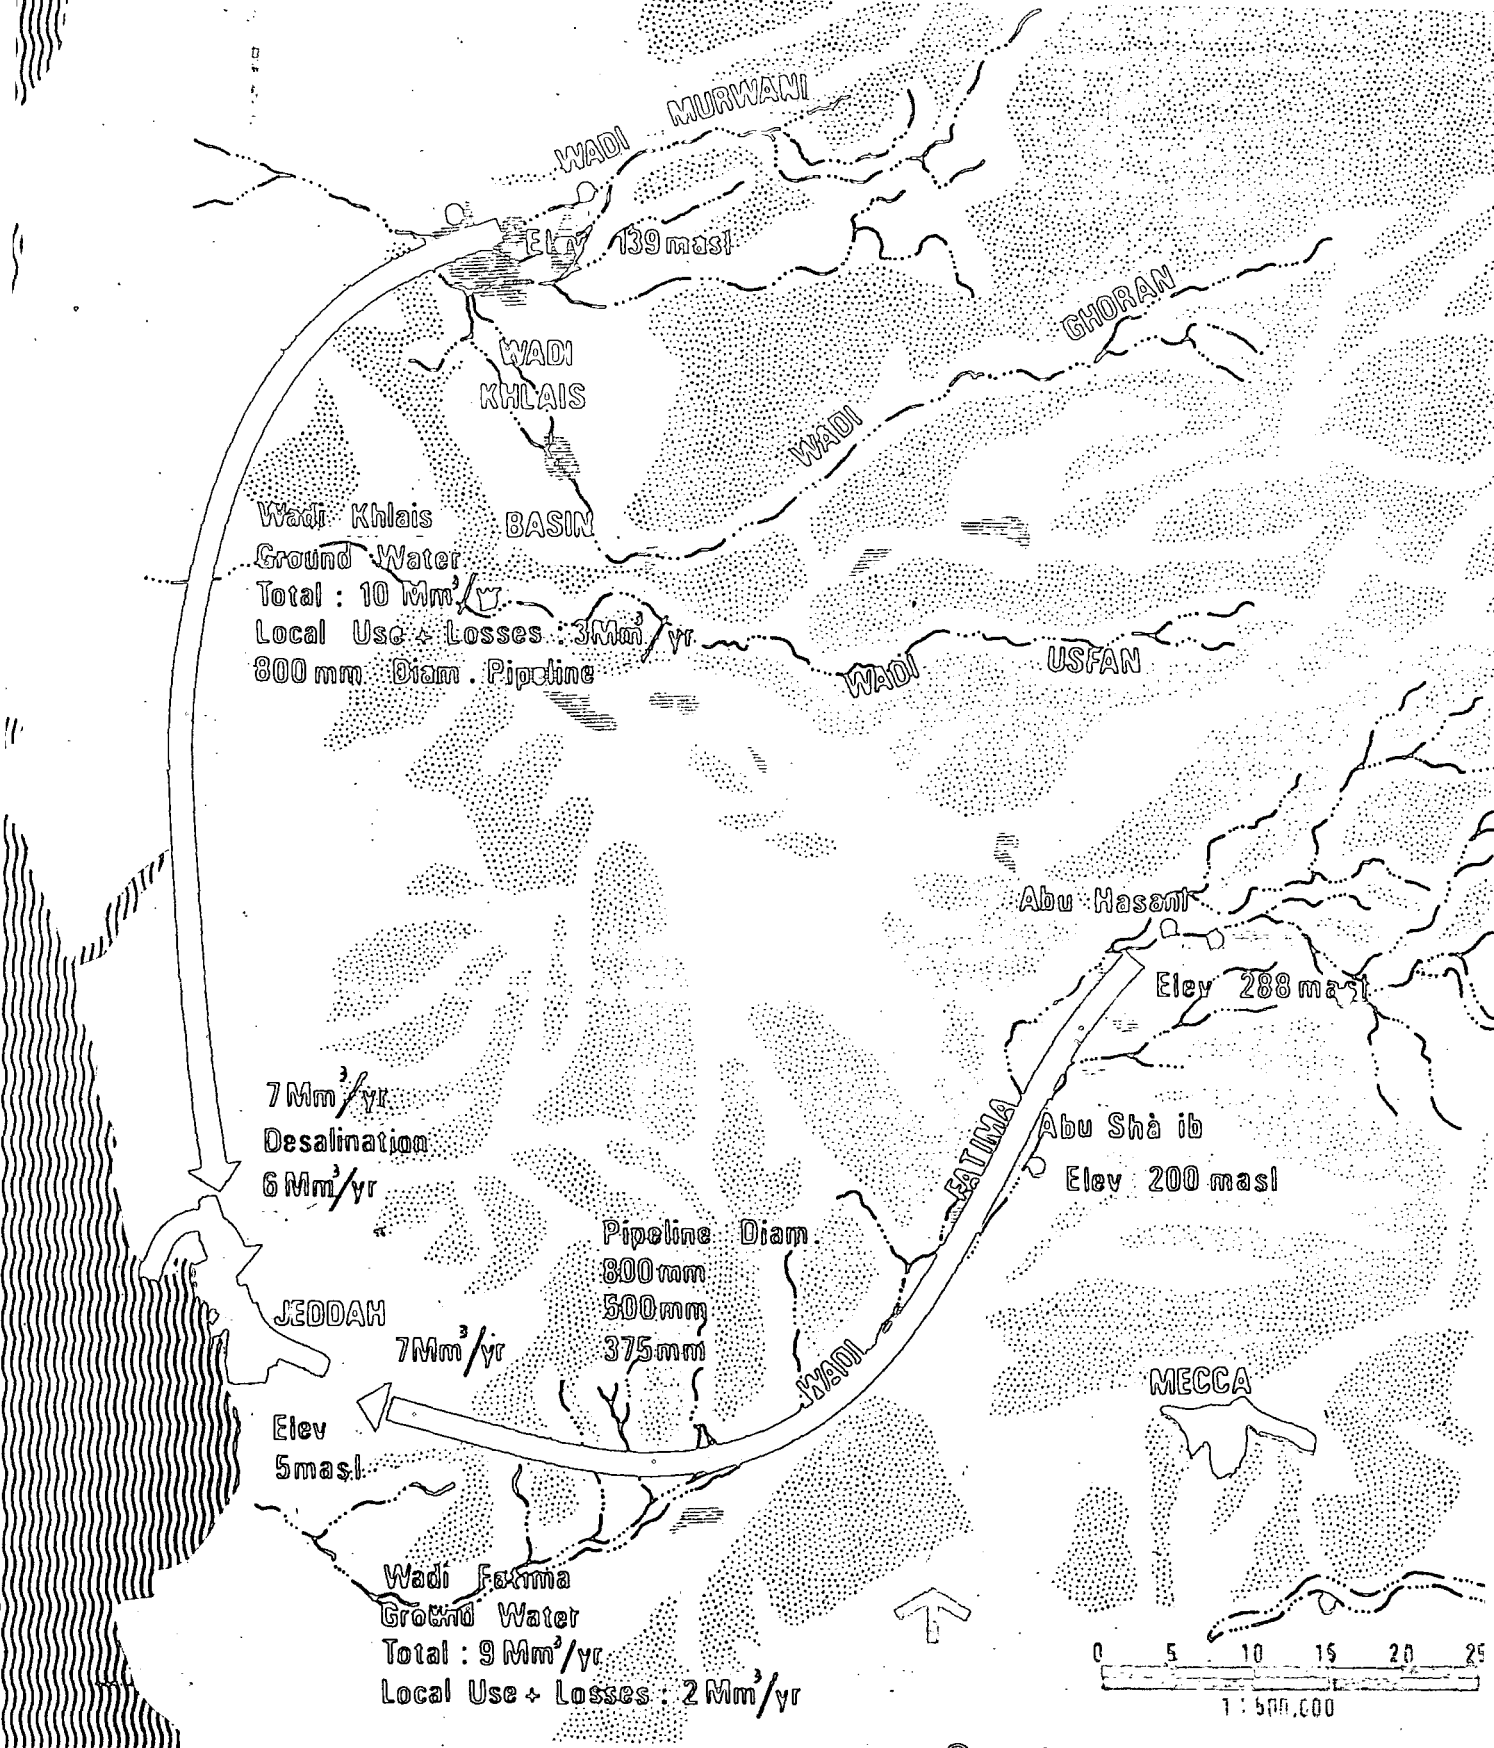 WADI MURWANI
Elev 139 masl
GHORAN
WADI
WADI
KHLAIS
BASIN
Wadi Khlais
Ground Water
Total : 10 Mm³/yr
Local Use + Losses : 3Mm³/yr
800 mm Diam. Pipeline
WADI USFAN
Abu Hasani
Elev 288 masl
7 Mm³/yr
Desalination
6 Mm³/yr
FATIMA
Abu Shà ib
Elev 200 masl
Pipeline Diam.
800mm
500mm
375mm
JEDDAH
7Mm³/yr
WADI
MECCA
Elev
5masl
Wadi Fatima
Ground Water
Total : 9 Mm³/yr
Local Use + Losses : 2 Mm³/yr
0 5 10 15 20 25
1 : 500.000